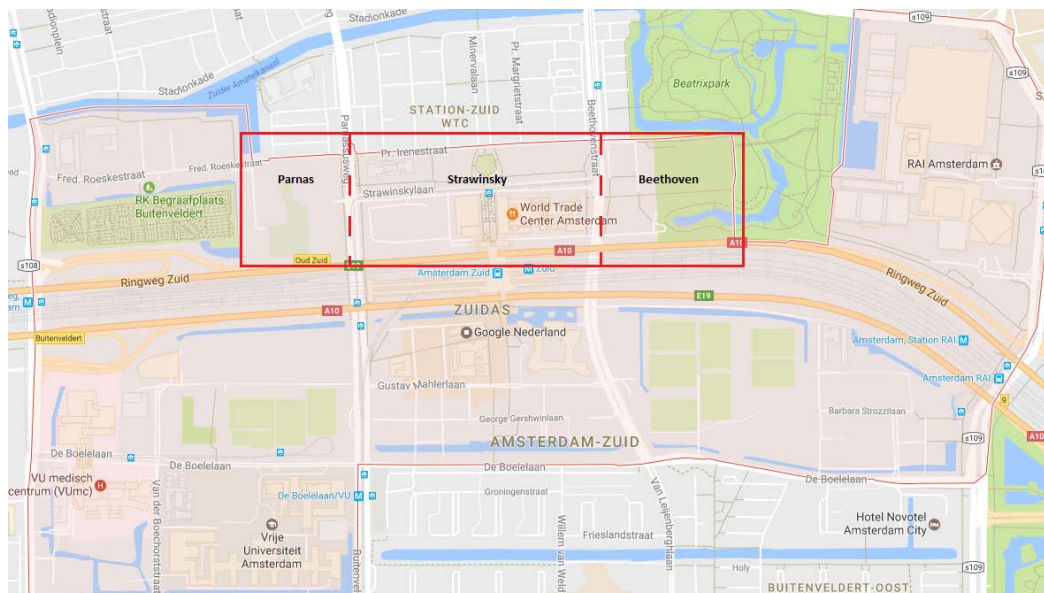 Stadionplein
Stadionkade
Stadionkade
Zuider Amstelkanaal
Parnassusweg
Minervalaan
Pr. Margrietstraat
Beethovenstraat
Beatrixpark
s109
s109
s109
s108
STATION-ZUID
WTC
Pr. Irenestraat
Fred. Roeskestraat
Fred. Roeskestraat
RK Begraafplaats
Buitenveldert
Parnas
Strawinsky
Beethoven
Strawinskylaan
World Trade
Center Amsterdam
RAI Amsterdam
s108
Oud Zuid
A10
A10
Ringweg Zuid
Amsterdam Zuid
Zuid
Ringweg Zuid
A10
E19
Buitenveldert
ZUIDAS
Google Nederland
Amsterdam, Station RAI
Amsterdam RAI
9
Gustav Mahlerlaan
George Gershwinlaan
Barbara Strozzilaan
A10
s109
AMSTERDAM-ZUID
De Boelelaan
De Boelelaan
De Boelelaan
De Boelelaan
VU medisch
centrum (VUmc)
H
Van der Boechorststraat
De Boelelaan/VU
Groningenstraat
Van Leijenberghlaan
Vrije
Universiteit
Amsterdam
Buitenvel
Willem van Weld
Frieslandstraat
Hotel Novotel
Amsterdam City
Holy
s109
BUITENVELDERT-OOST